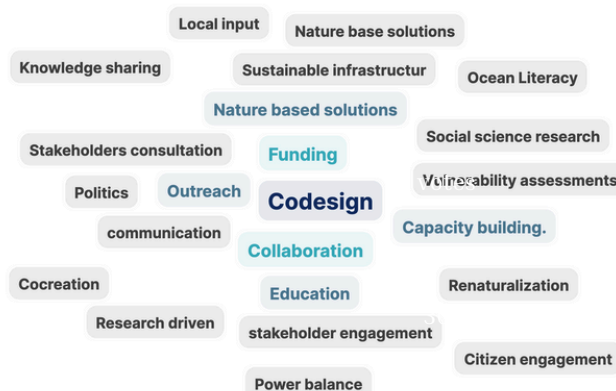 Local input
Nature base solutions
Knowledge sharing
Sustainable infrastructur
Ocean Literacy
Nature based solutions
Social science research
Stakeholders consultation
Funding
Vulnerability assessments
Politics
Outreach
Codesign
Capacity building.
communication
Collaboration
Cocreation
Education
Renaturalization
Research driven
stakeholder engagement
Citizen engagement
Power balance